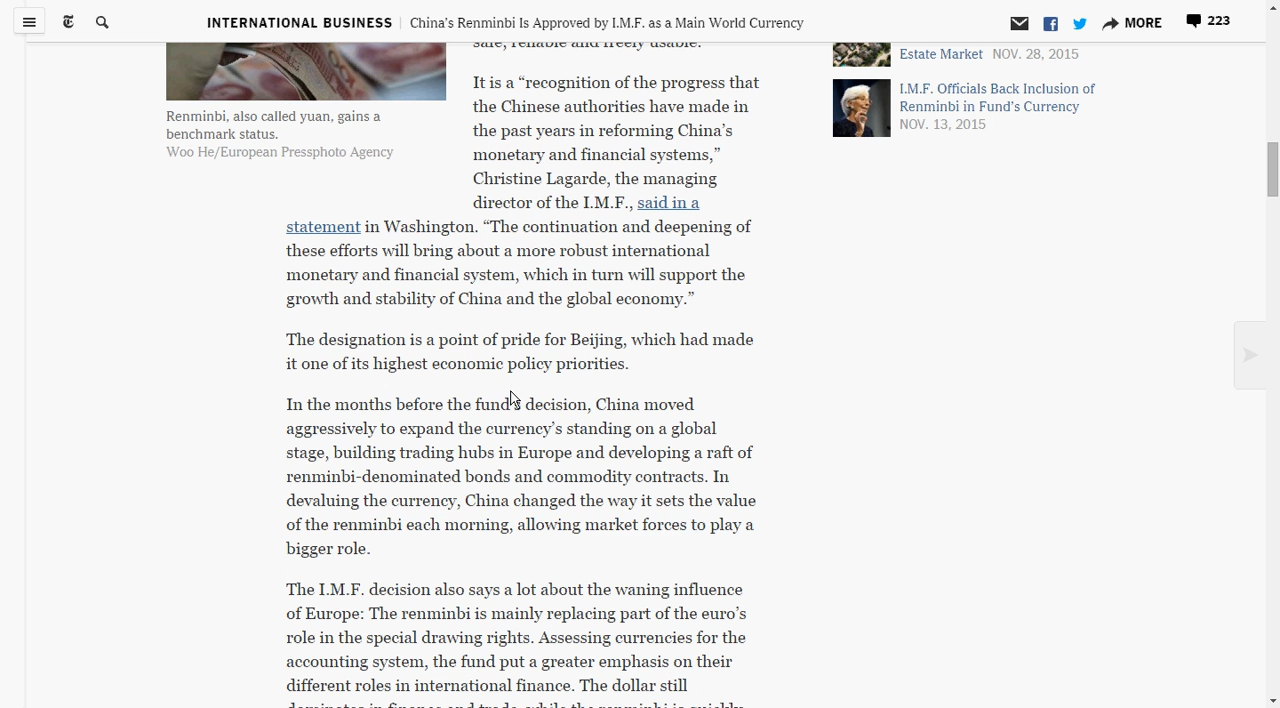 INTERNATIONAL BUSINESS | China's Renminbi Is Approved by I.M.F. as a Main World Currency
MORE
223
safe, reliable and freely usable.
It is a “recognition of the progress that
the Chinese authorities have made in
the past years in reforming China’s
monetary and financial systems,”
Christine Lagarde, the managing
director of the I.M.F., said in a
statement in Washington. “The continuation and deepening of
these efforts will bring about a more robust international
monetary and financial system, which in turn will support the
growth and stability of China and the global economy.”
The designation is a point of pride for Beijing, which had made
it one of its highest economic policy priorities.
In the months before the fund’s decision, China moved
aggressively to expand the currency’s standing on a global
stage, building trading hubs in Europe and developing a raft of
renminbi-denominated bonds and commodity contracts. In
devaluing the currency, China changed the way it sets the value
of the renminbi each morning, allowing market forces to play a
bigger role.
The I.M.F. decision also says a lot about the waning influence
of Europe: The renminbi is mainly replacing part of the euro’s
role in the special drawing rights. Assessing currencies for the
accounting system, the fund put a greater emphasis on their
different roles in international finance. The dollar still
dominates in finance and trade, while the renminbi is quickly
Renminbi, also called yuan, gains a
benchmark status.
Woo He/European Pressphoto Agency
Estate Market NOV. 28, 2015
I.M.F. Officials Back Inclusion of
Renminbi in Fund’s Currency
NOV. 13, 2015